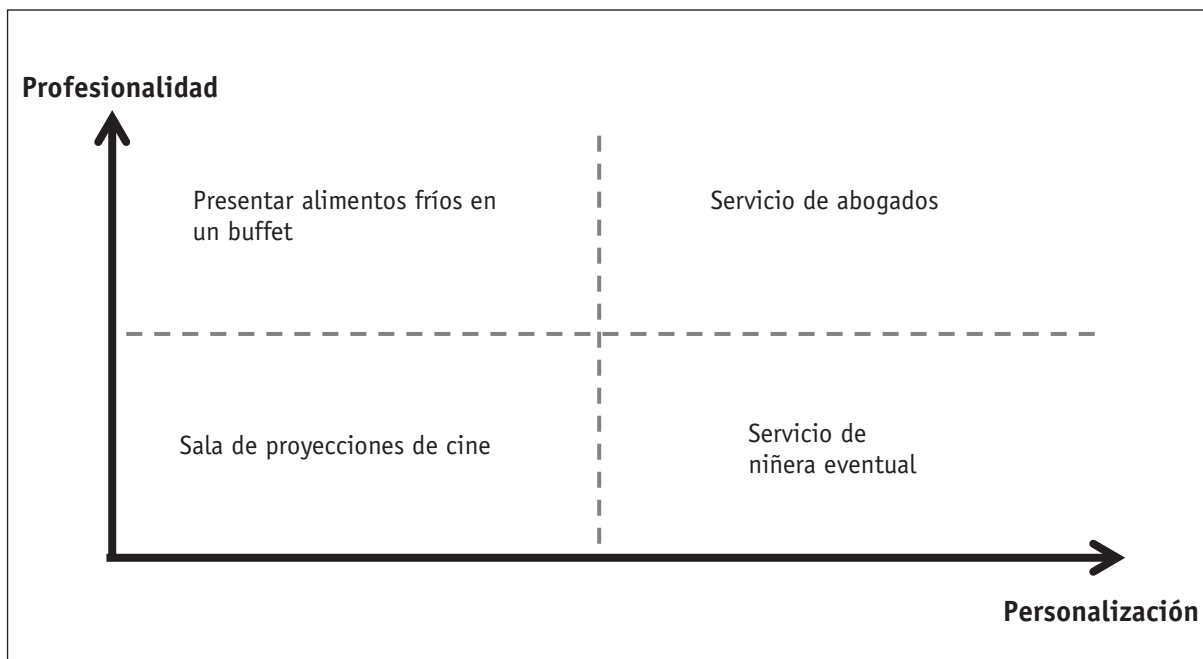 Profesionalidad
Presentar alimentos fríos en
un buffet
Servicio de abogados
Sala de proyecciones de cine
Servicio de
niñera eventual
Personalización